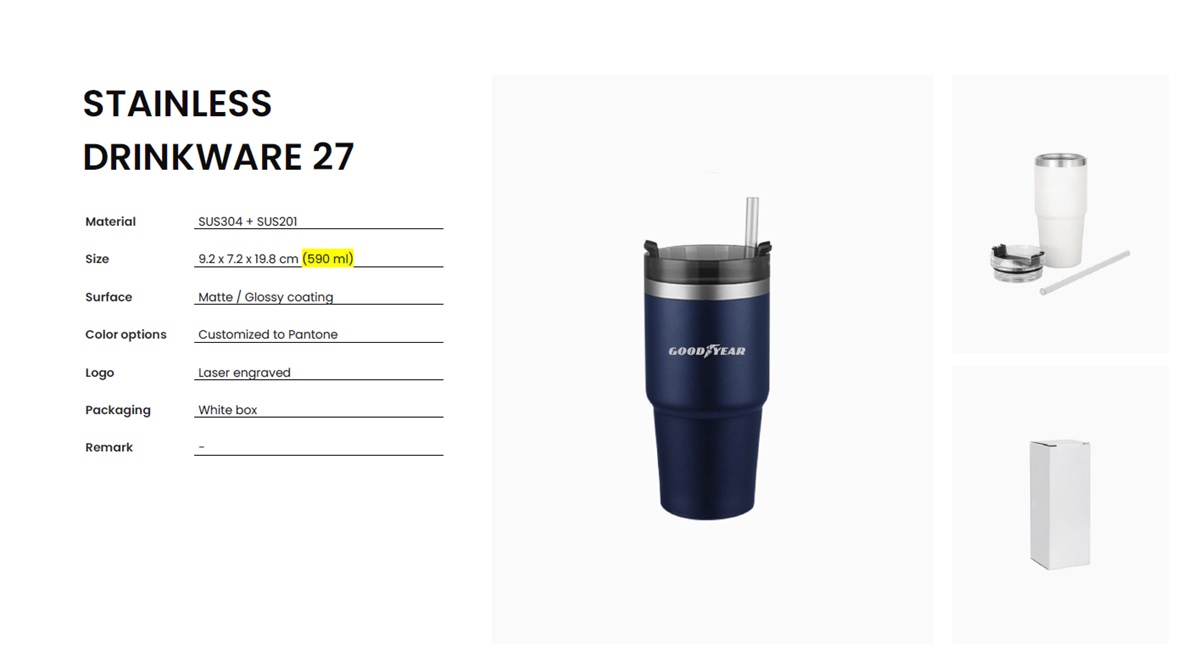 STAINLESS
DRINKWARE 27
Material SUS304 + SUS201
Size 9.2 x 7.2 x 19.8 cm (590 ml)
Surface Matte / Glossy coating
Color options Customized to Pantone
Logo Laser engraved
Packaging White box
Remark -
GOODYEAR